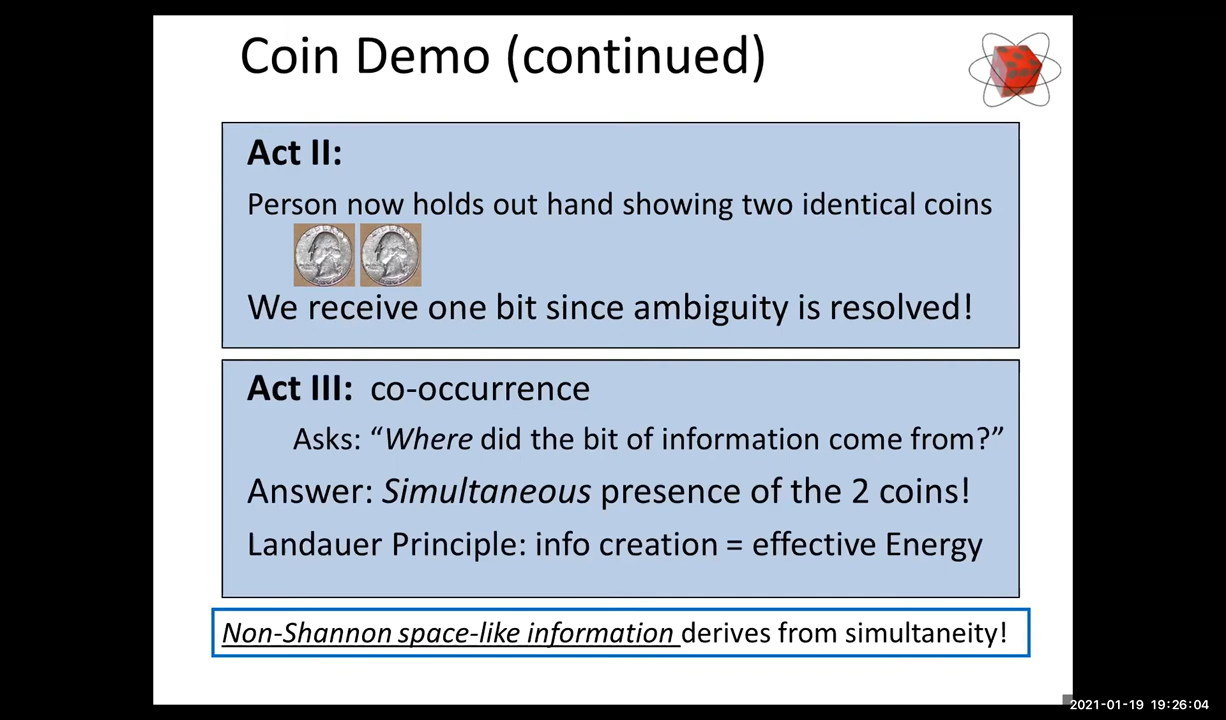 Coin Demo (continued)
Act II:
Person now holds out hand showing two identical coins
We receive one bit since ambiguity is resolved!
Act III: co-occurrence
Asks: “Where did the bit of information come from?”
Answer: Simultaneous presence of the 2 coins!
Landauer Principle: info creation = effective Energy
Non-Shannon space-like information derives from simultaneity!
2021-01-19 19:26:04